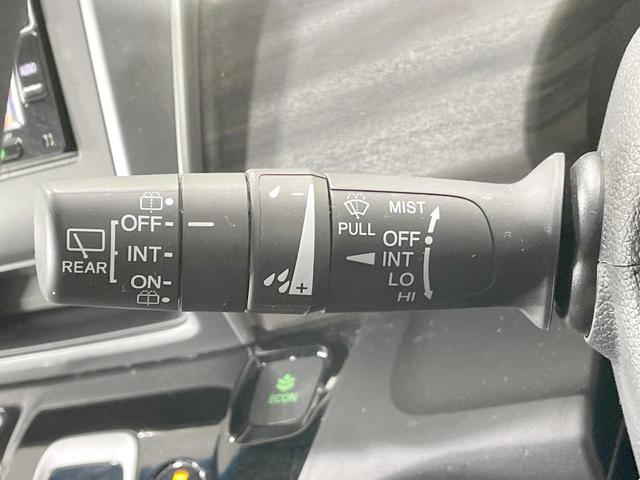 REAR
OFF
INT
ON
- 
+
PULL
MIST
OFF
INT
LO
HI
ECON